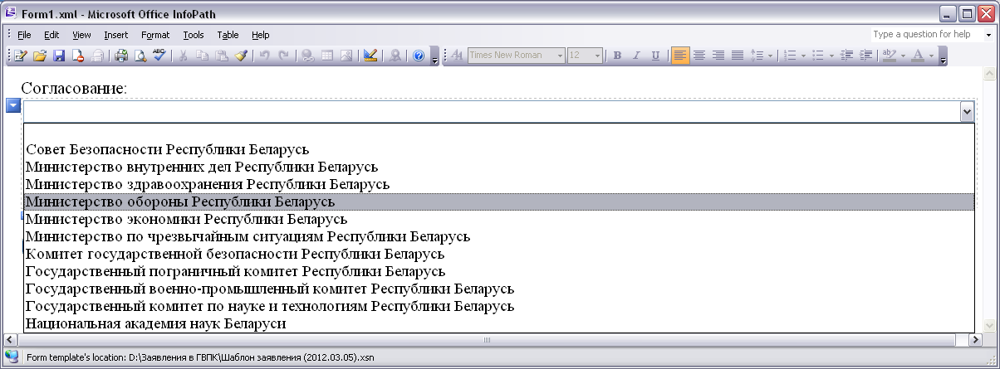 Form1.xml - Microsoft Office InfoPath
File Edit View Insert Format Tools Table Help
Type a question for help
ABC Times New Roman 12 B I U
Согласование:
Совет Безопасности Республики Беларусь
Министерство внутренних дел Республики Беларусь
Министерство здравоохранения Республики Беларусь
Министерство обороны Республики Беларусь
Министерство экономики Республики Беларусь
Министерство по чрезвычайным ситуациям Республики Беларусь
Комитет государственной безопасности Республики Беларусь
Государственный пограничный комитет Республики Беларусь
Государственный военно-промышленный комитет Республики Беларусь
Государственный комитет по науке и технологиям Республики Беларусь
Национальная академия наук Беларуси
Form template's location: D:\Заявления в ГВПК\Шаблон заявления (2012.03.05).xsn